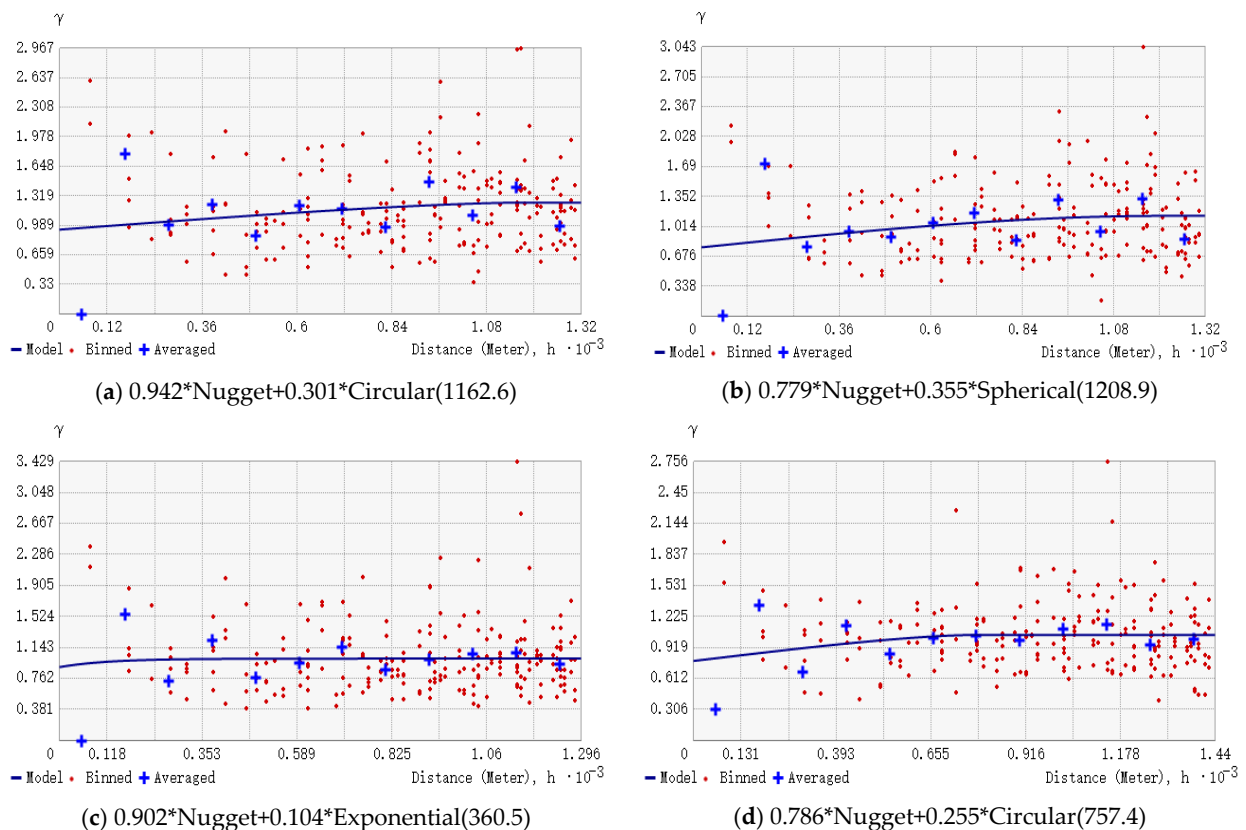 γ
2.967
2.637
2.308
1.978
1.648
1.319
0.989
0.659
0.33
0 0.12 0.36 0.6 0.84 1.08 1.32
Model Binned Averaged Distance (Meter), h ·10⁻³
(a) 0.942*Nugget+0.301*Circular(1162.6)
γ
3.043
2.705
2.367
2.028
1.69
1.352
1.014
0.676
0.338
0 0.12 0.36 0.6 0.84 1.08 1.32
Model Binned Averaged Distance (Meter), h ·10⁻³
(b) 0.779*Nugget+0.355*Spherical(1208.9)
γ
3.429
3.048
2.667
2.286
1.905
1.524
1.143
0.762
0.381
0 0.118 0.353 0.589 0.825 1.06 1.296
Model Binned Averaged Distance (Meter), h ·10⁻³
(c) 0.902*Nugget+0.104*Exponential(360.5)
γ
2.756
2.45
2.144
1.837
1.531
1.225
0.919
0.612
0.306
0 0.131 0.393 0.655 0.916 1.178 1.44
Model Binned Averaged Distance (Meter), h ·10⁻³
(d) 0.786*Nugget+0.255*Circular(757.4)